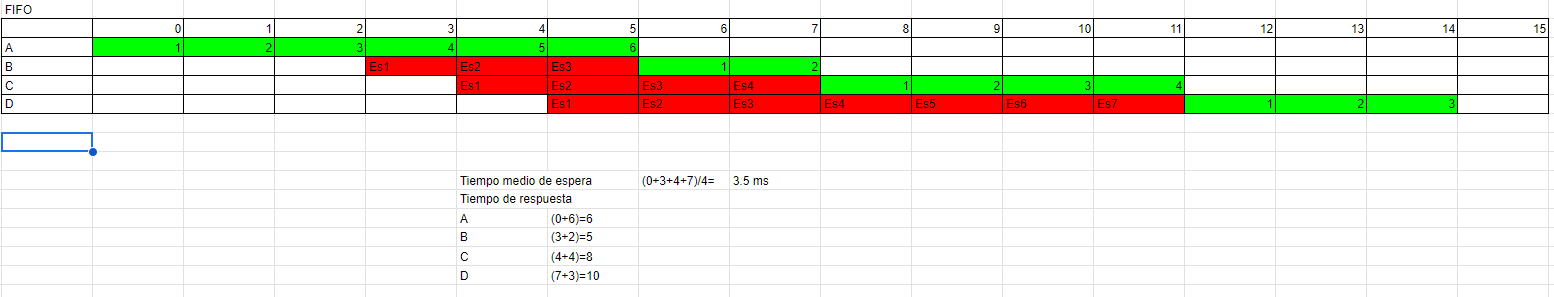 FIFO
0 1 2 3 4 5 6 7 8 9 10 11 12 13 14 15
A 1 2 3 4 5 6
B Es1 Es2 Es3 1 2
C Es1 Es2 Es3 Es4 1 2 3 4
D Es1 Es2 Es3 Es4 Es5 Es6 Es7 1 2 3
Tiempo medio de espera (0+3+4+7)/4= 3.5 ms
Tiempo de respuesta
A (0+6)=6
B (3+2)=5
C (4+4)=8
D (7+3)=10